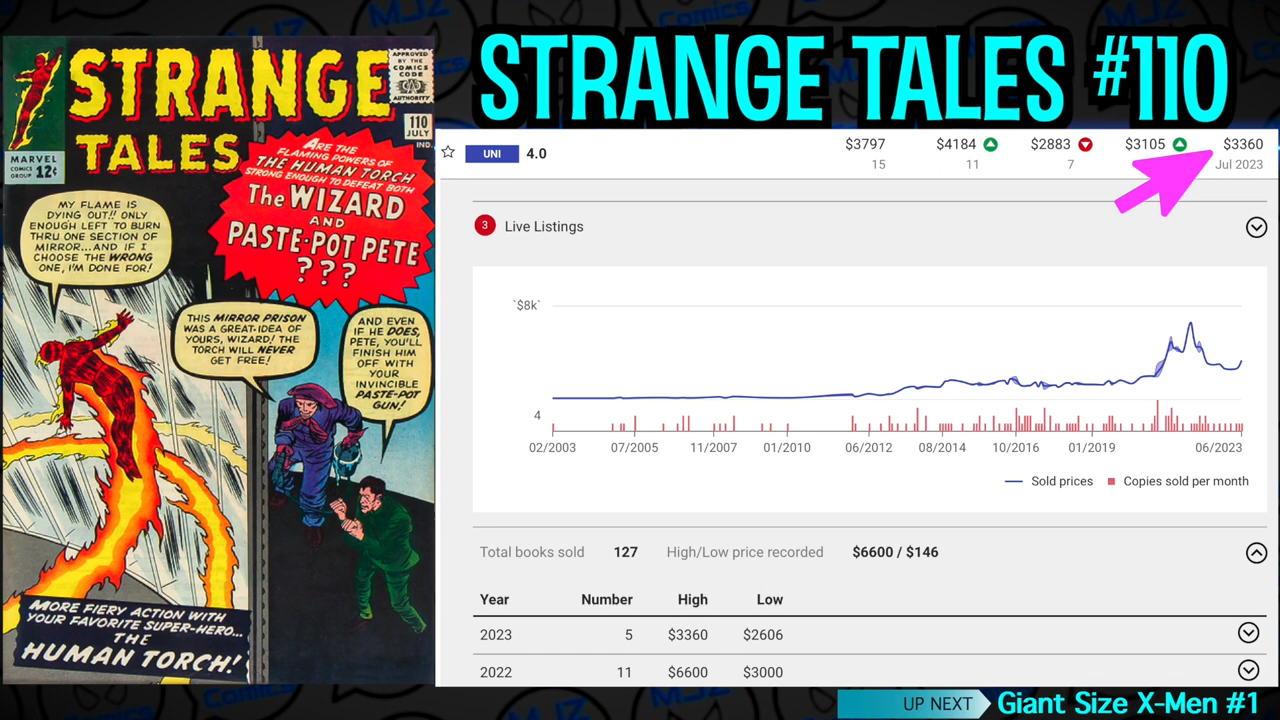 STRANGE TALES #110
STRANGE
TALES
APPROVED
BY THE
COMICS
CODE
CA
AUTHORITY
110
JULY
IND.
MARVEL
COMICS
GROUP
12¢
ARE THE
FLAMING POWERS OF
THE HUMAN TORCH
STRONG ENOUGH TO DEFEAT BOTH
The WIZARD
AND
PASTE-POT PETE
???
MY FLAME IS
DYING OUT!! ONLY
ENOUGH LEFT TO BURN
THRU ONE SECTION OF
MIRROR...AND IF I
CHOOSE THE WRONG
ONE, I'M DONE FOR!
THIS MIRROR PRISON
WAS A GREAT IDEA OF
YOURS, WIZARD! THE
TORCH WILL NEVER
GET FREE!
AND EVEN
IF HE DOES,
PETE, YOU'LL
FINISH HIM
OFF WITH
YOUR
INVINCIBLE
PASTE-POT
GUN!
MORE FIERY ACTION WITH
YOUR FAVORITE SUPER-HERO...
THE
HUMAN TORCH!
UNI 4.0 $3797 $4184 $2883 $3105 $3360
15 11 7 Jul 2023
3 Live Listings
`$8k`
4
02/2003 07/2005 11/2007 01/2010 06/2012 08/2014 10/2016 01/2019 06/2023
Sold prices Copies sold per month
Total books sold 127 High/Low price recorded $6600 / $146
Year Number High Low
2023 5 $3360 $2606
2022 11 $6600 $3000
UP NEXT Giant Size X-Men #1
MJZ
Comics
Comics